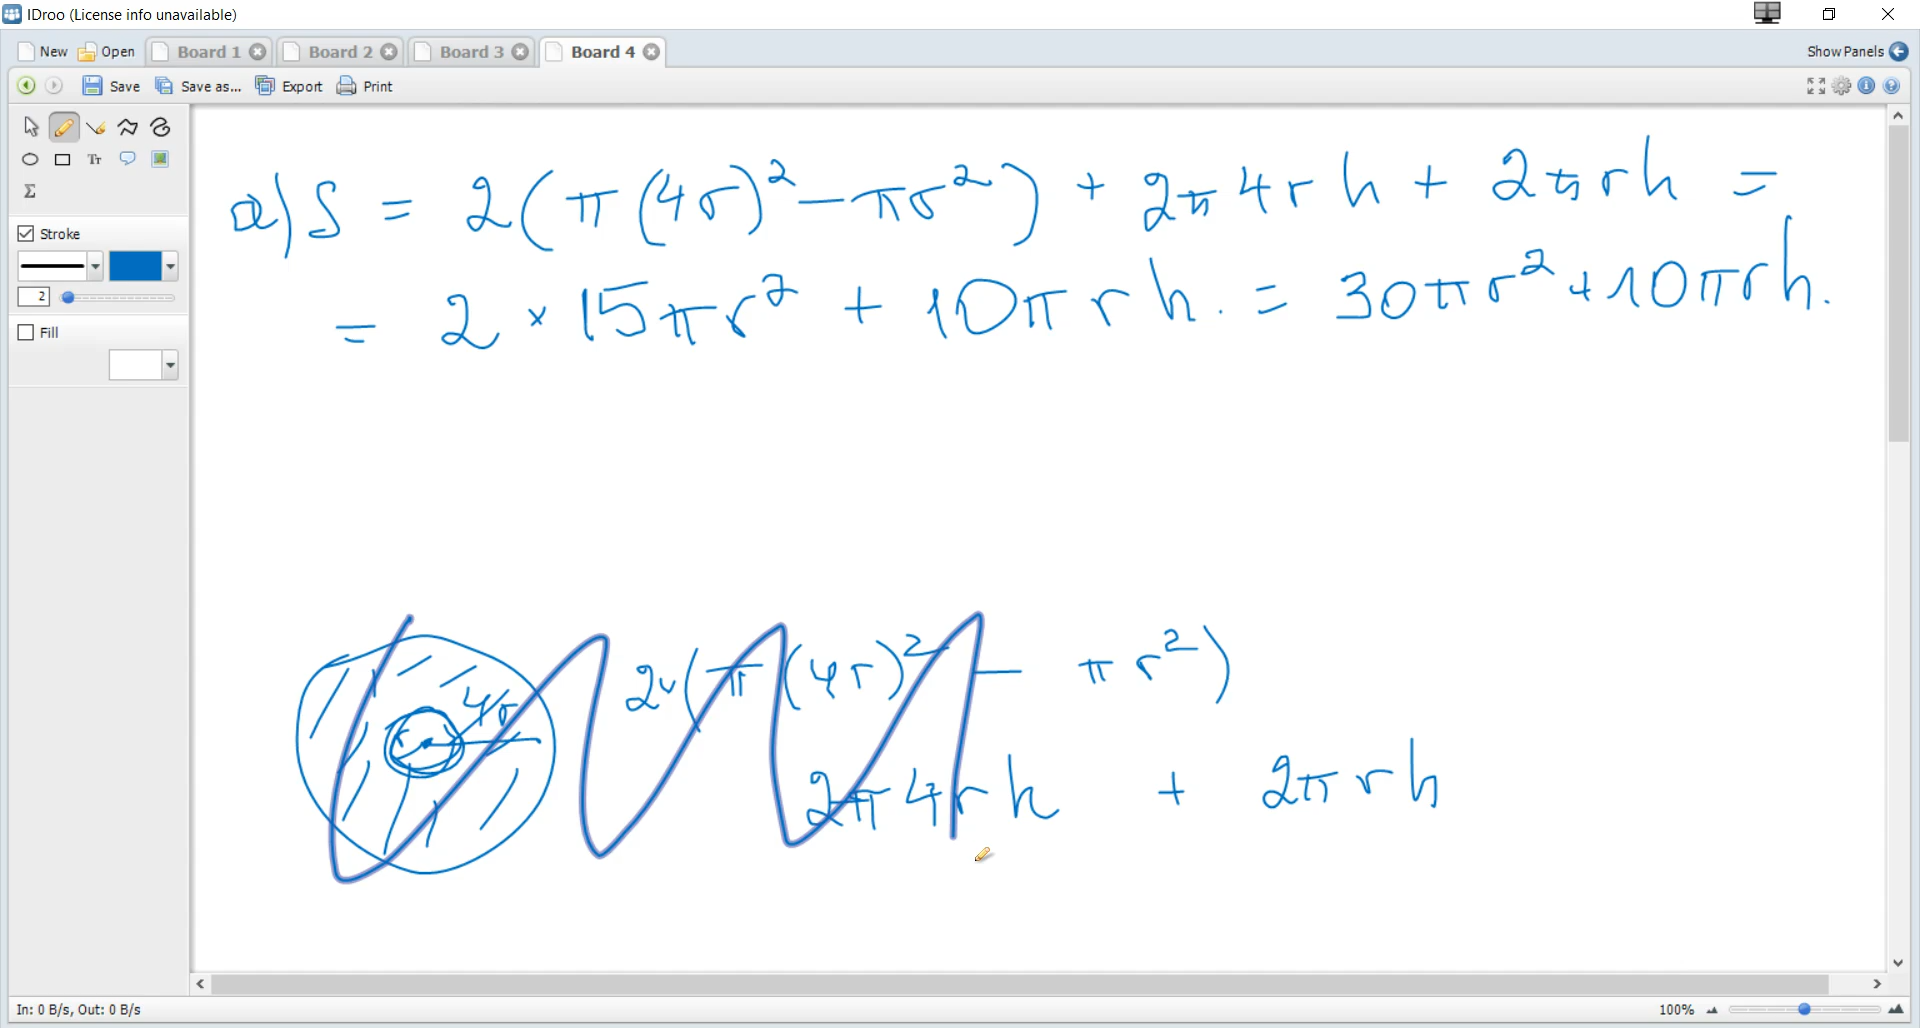 IDroo (License info unavailable)
New Open Board 1 Board 2 Board 3 Board 4 Show Panels
Save Save as... Export Print
Tт
Σ
Stroke
2
Fill
a) S = 2(π(4r)² − πr²) + 2π4rh + 2πrh =
= 2 × 15πr² + 10πrh. = 30πr² + 10πrh.
2×(π(4r)² − πr²)
4r
r
2π4rh + 2πrh
In: 0 B/s, Out: 0 B/s 100%